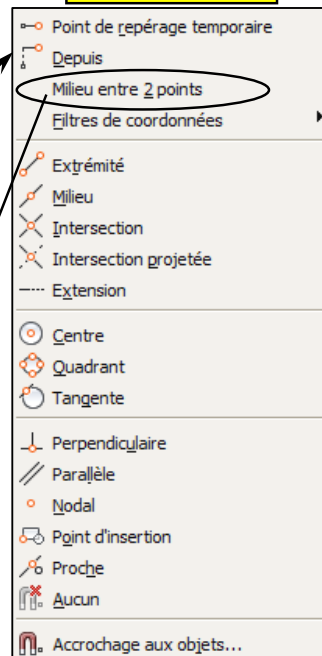 Point de repérage temporaire
Depuis
Milieu entre 2 points
Filtres de coordonnées
Extrémité
Milieu
Intersection
Intersection projetée
Extension
Centre
Quadrant
Tangente
Perpendiculaire
Parallèle
Nodal
Point d'insertion
Proche
Aucun
Accrochage aux objets...